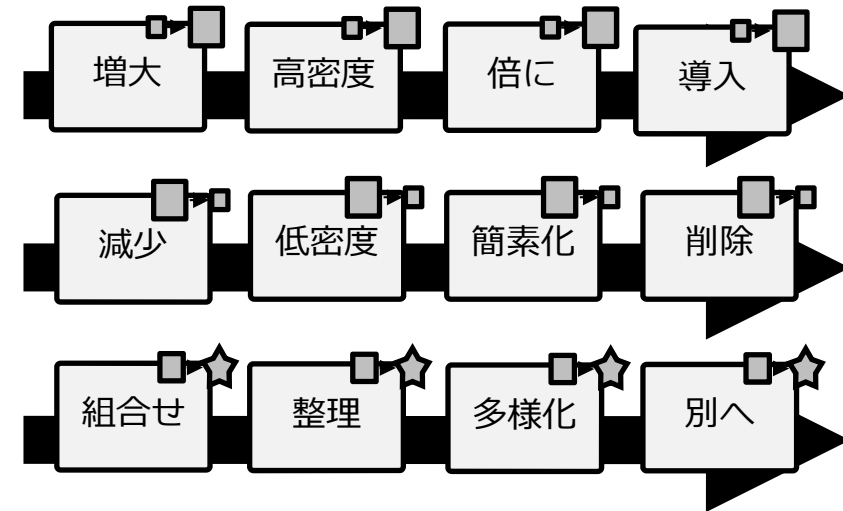 増大
高密度
倍に
導入
減少
低密度
簡素化
削除
組合せ
整理
多様化
別へ